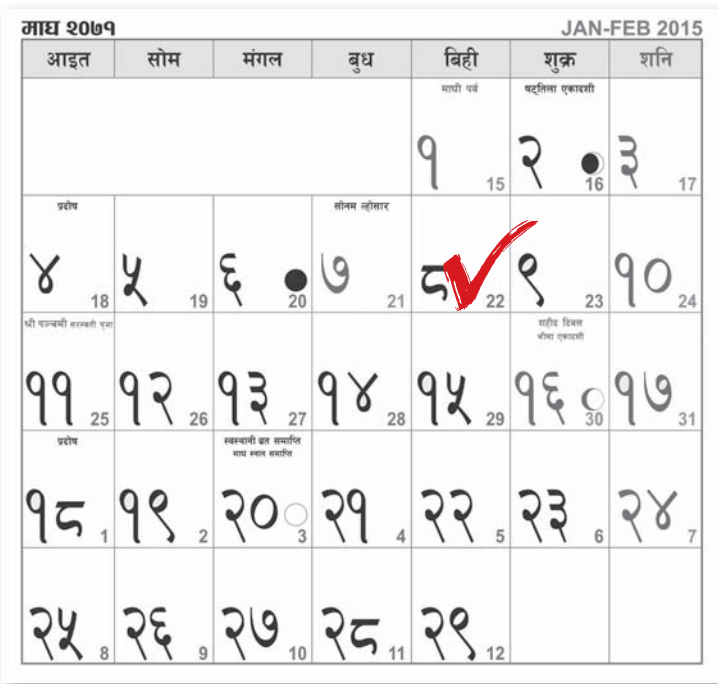 माघ २०७१ JAN-FEB 2015
आइत सोम मंगल बुध बिही शुक्र शनि
माघी पर्व षट्तिला एकादशी
१ २ ३
15 16 17
प्रदोष सोनम ल्होसार
४ ५ ६ ७ ८ ९ १०
18 19 20 21 22 23 24
श्री पञ्चमी सरस्वती पूजा शहीद दिवस
भीमा एकादशी
११ १२ १३ १४ १५ १६ १७
25 26 27 28 29 30 31
प्रदोष स्वस्थानी व्रत समाप्ति
माघ स्नान समाप्ति
१८ १९ २० २१ २२ २३ २४
1 2 3 4 5 6 7
२५ २६ २७ २८ २९
8 9 10 11 12